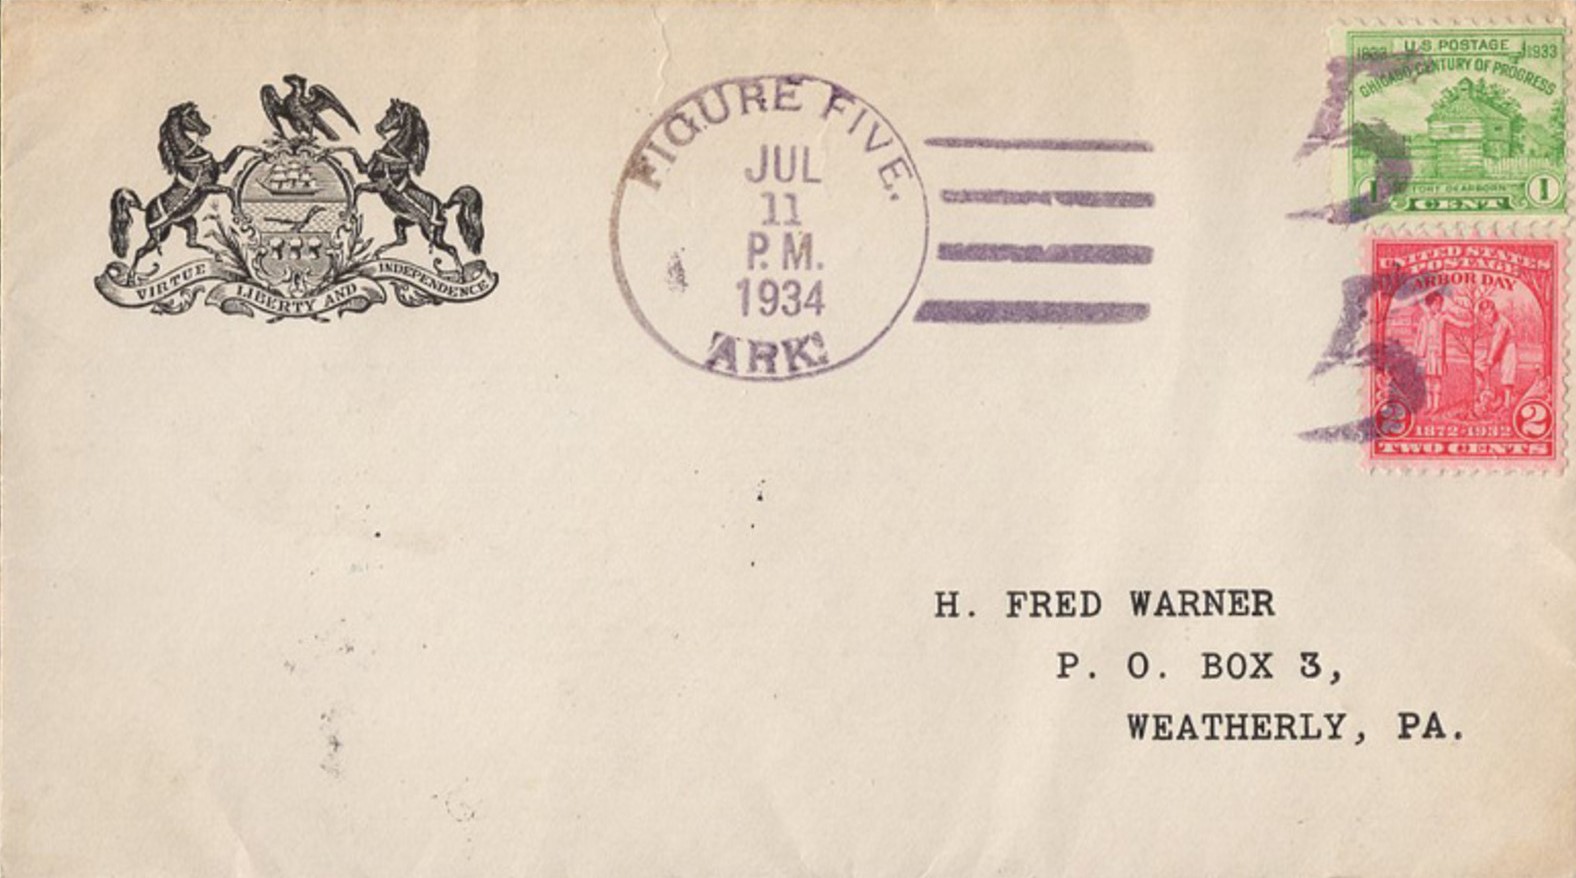 VIRTUE LIBERTY AND INDEPENDENCE
FIGURE FIVE.
JUL
11
P.M.
1934
ARK.
U.S. POSTAGE
1833 1933
CHICAGO CENTURY OF PROGRESS
FORT DEARBORN
1 CENT 1
5
UNITED STATES
POSTAGE
ARBOR DAY
2 1872-1932 2
TWO CENTS
5
H. FRED WARNER
P. O. BOX 3,
WEATHERLY, PA.